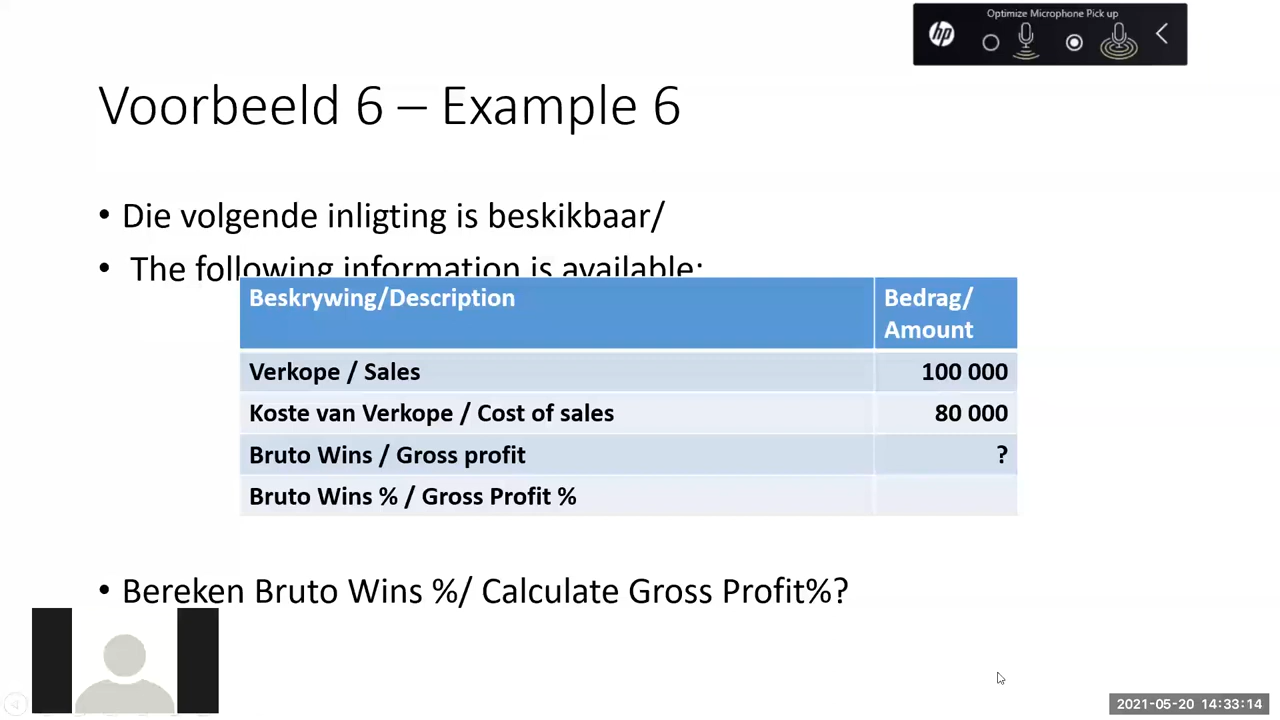 Optimize Microphone Pick up
hp
Voorbeeld 6 – Example 6
• Die volgende inligting is beskikbaar/
• The following information is available:
Beskrywing/Description Bedrag/
Amount
Verkope / Sales 100 000
Koste van Verkope / Cost of sales 80 000
Bruto Wins / Gross profit ?
Bruto Wins % / Gross Profit %
• Bereken Bruto Wins %/ Calculate Gross Profit%?
2021-05-20 14:33:14